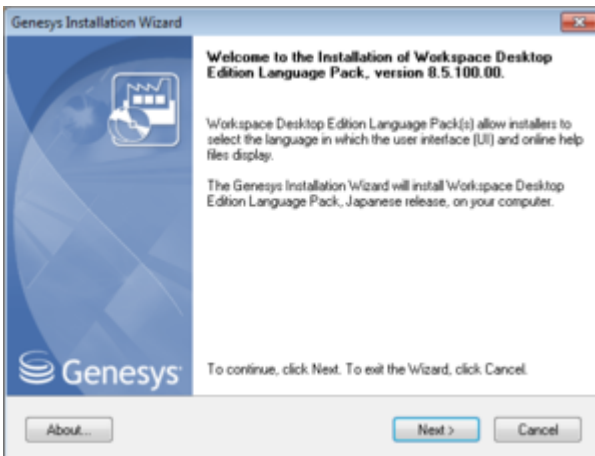 Genesys Installation Wizard
Welcome to the Installation of Workspace Desktop
Edition Language Pack, version 8.5.100.00.
Workspace Desktop Edition Language Pack(s) allow installers to
select the language in which the user interface (UI) and online help
files display.
The Genesys Installation Wizard will install Workspace Desktop
Edition Language Pack, Japanese release, on your computer.
Genesys
To continue, click Next. To exit the Wizard, click Cancel.
About...
Next >
Cancel